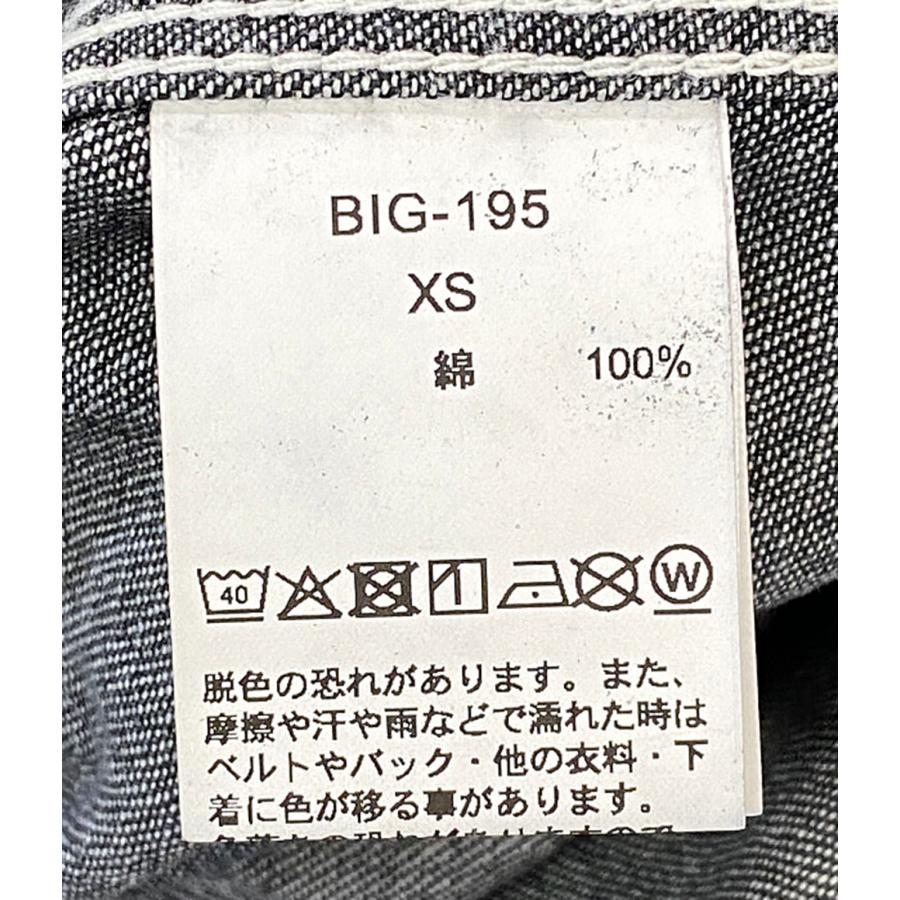 BIG-195
XS
綿 100%
40 W
脱色の恐れがあります。また、
摩擦や汗や雨などで濡れた時は
ベルトやバック・他の衣料・下
着に色が移る事があります。